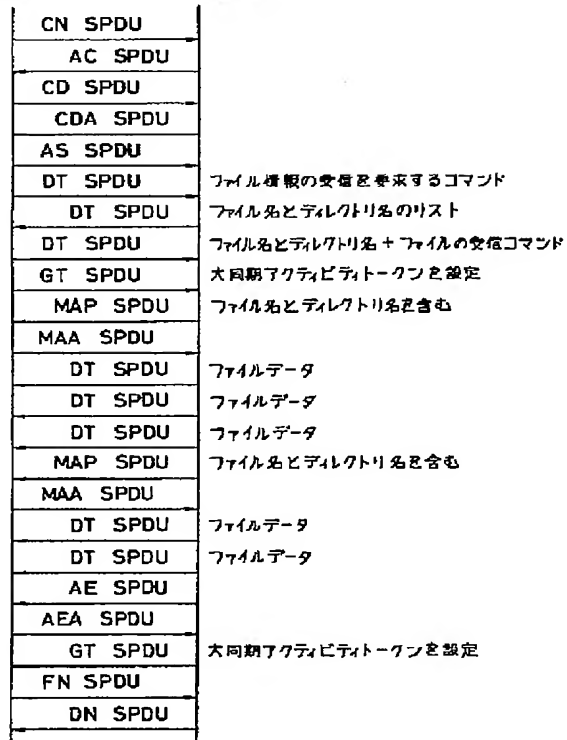 CN SPDU
AC SPDU
CD SPDU
CDA SPDU
AS SPDU
DT SPDU ファイル情報の受信を要求するコマンド
DT SPDU ファイル名とディレクトリ名のリスト
DT SPDU ファイル名とディレクトリ名+ファイルの受信コマンド
GT SPDU 大同期アクティビティトークンを設定
MAP SPDU ファイル名とディレクトリ名を含む
MAA SPDU
DT SPDU ファイルデータ
DT SPDU ファイルデータ
DT SPDU ファイルデータ
MAP SPDU ファイル名とディレクトリ名を含む
MAA SPDU
DT SPDU ファイルデータ
DT SPDU ファイルデータ
AE SPDU
AEA SPDU
GT SPDU 大同期アクティビティトークンを設定
FN SPDU
DN SPDU